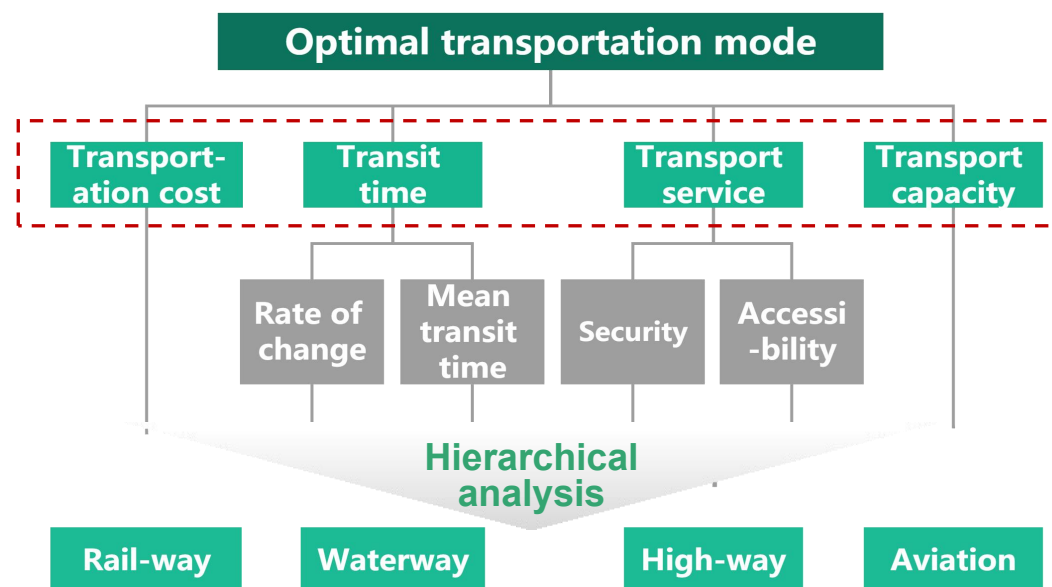 Optimal transportation mode
Transport-
ation cost
Transit
time
Transport
service
Transport
capacity
Rate of
change
Mean
transit
time
Security
Accessi
-bility
Hierarchical
analysis
Rail-way
Waterway
High-way
Aviation